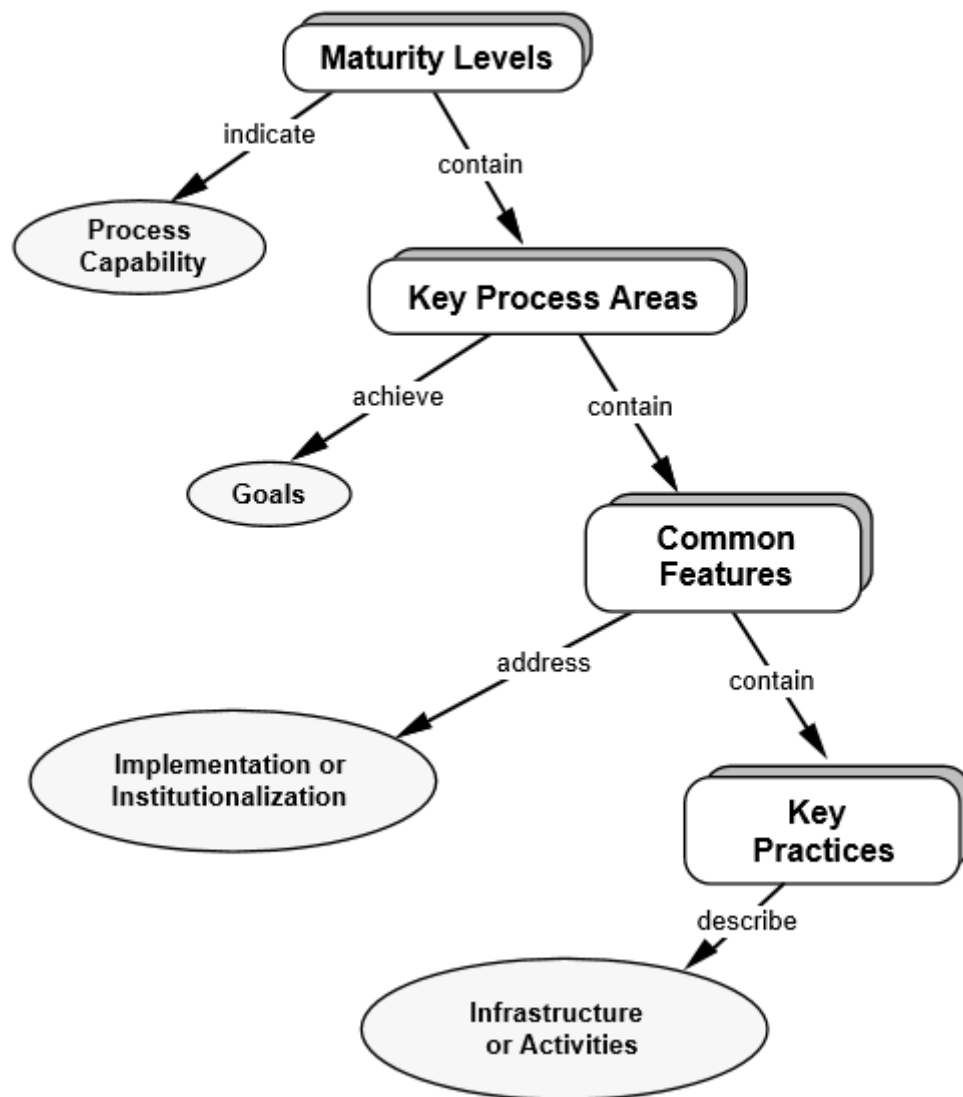 Maturity Levels
indicate
contain
Process
Capability
Key Process Areas
achieve
contain
Goals
Common
Features
address
contain
Implementation or
Institutionalization
Key
Practices
describe
Infrastructure
or Activities